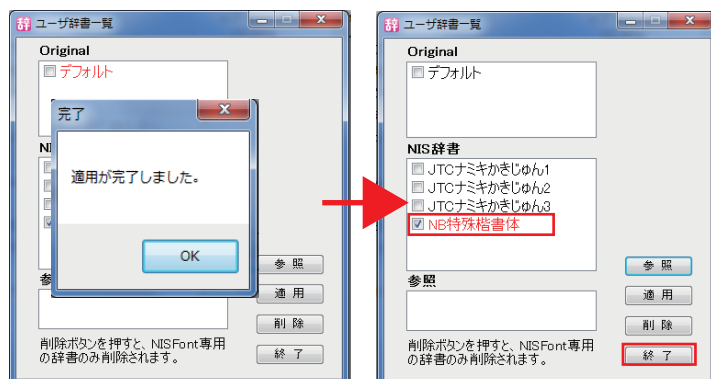 辞 ユーザ辞書一覧
Original
デフォルト
完了
適用が完了しました。
OK
参 照
適 用
削 除
終 了
削除ボタンを押すと、NISFont専用
の辞書のみ削除されます。
辞 ユーザ辞書一覧
Original
デフォルト
NIS辞書
JTCナミキかきじゅん1
JTCナミキかきじゅん2
JTCナミキかきじゅん3
NB特殊楷書体
参照
参 照
適 用
削 除
終 了
削除ボタンを押すと、NISFont専用
の辞書のみ削除されます。